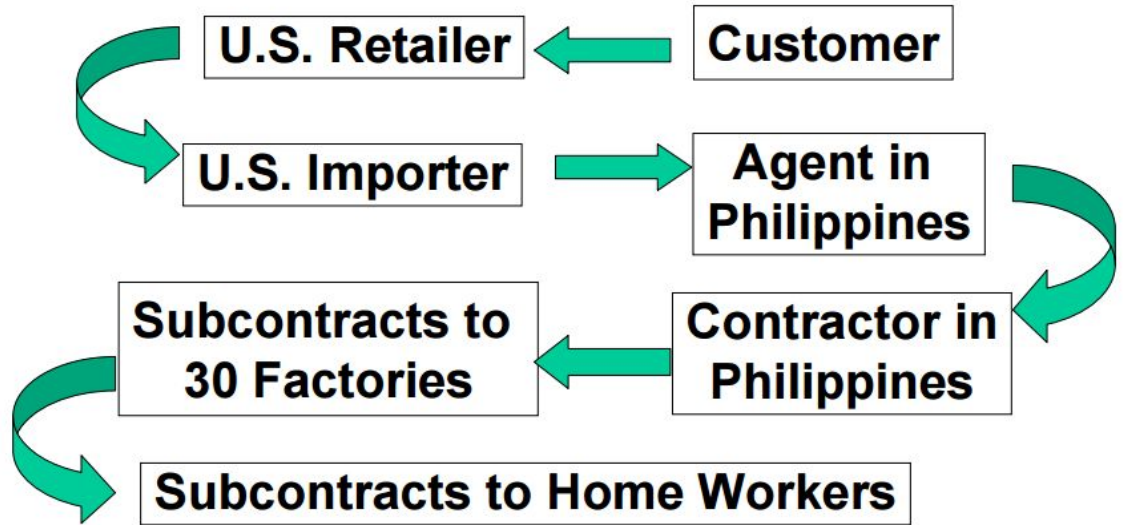 U.S. Retailer
Customer
U.S. Importer
Agent in
Philippines
Subcontracts to
30 Factories
Contractor in
Philippines
Subcontracts to Home Workers